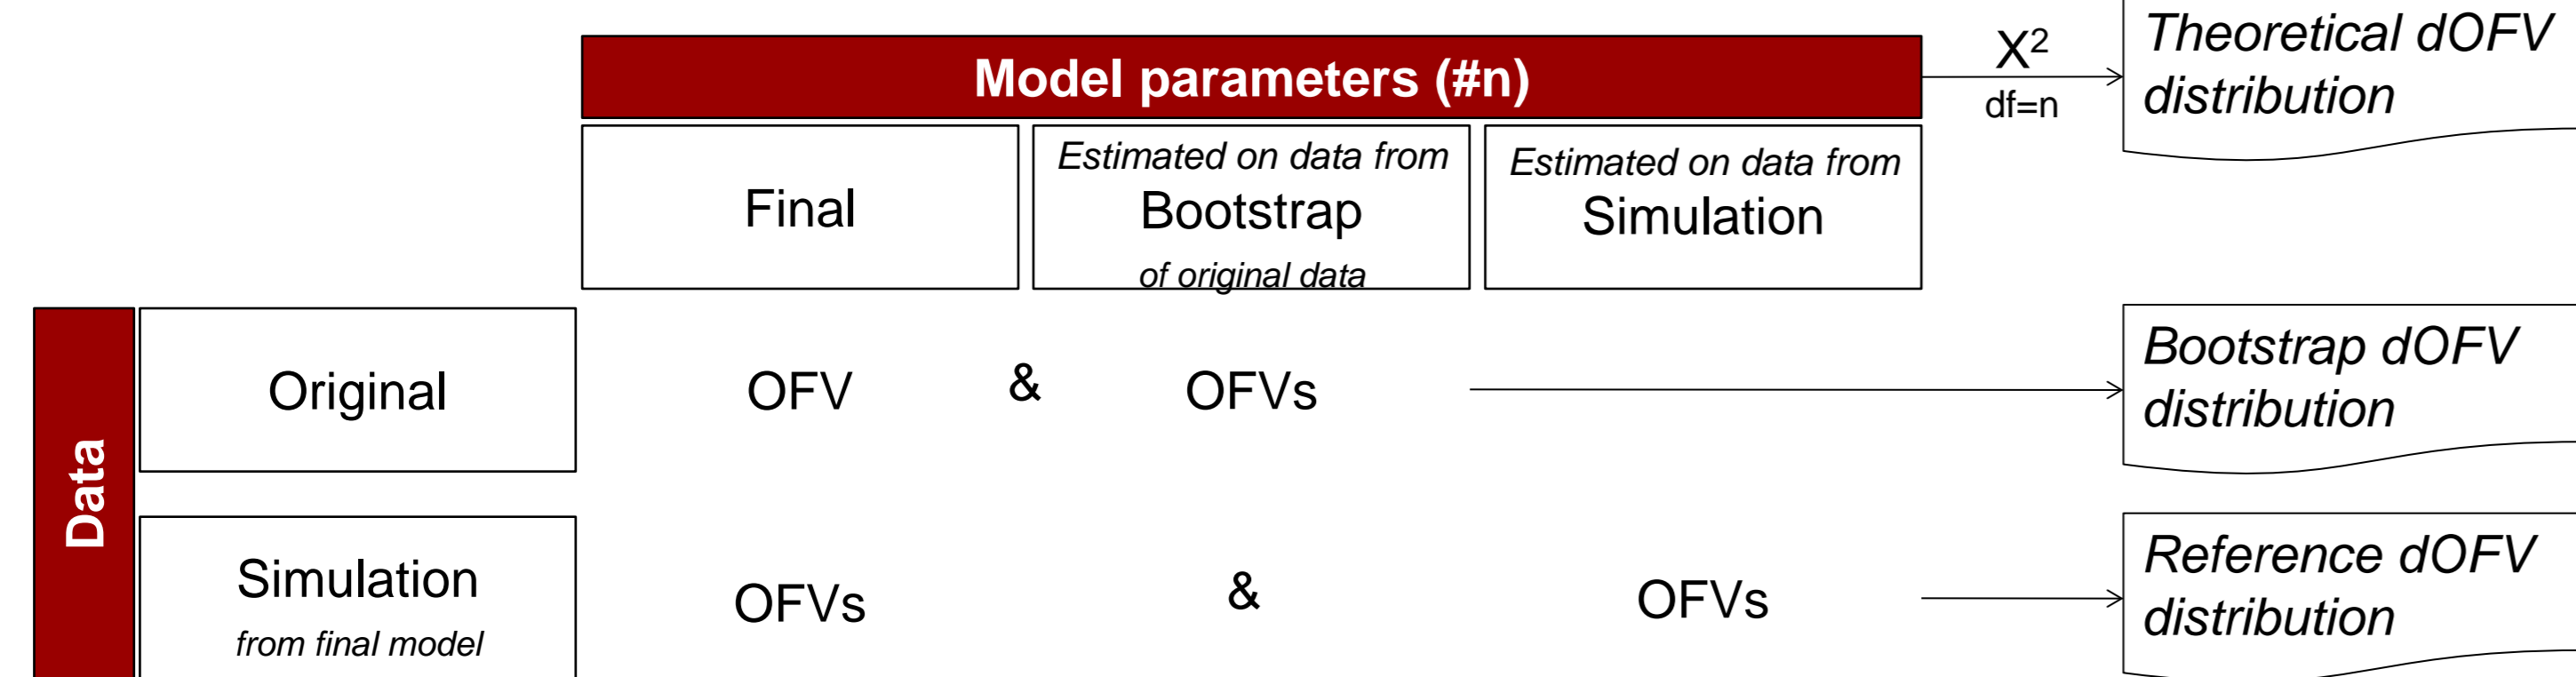 Model parameters (#n)
X²
df=n
Theoretical dOFV
distribution
Final
Estimated on data from
Bootstrap
of original data
Estimated on data from
Simulation
Data
Original
OFV
&
OFVs
Bootstrap dOFV
distribution
Simulation
from final model
OFVs
&
OFVs
Reference dOFV
distribution